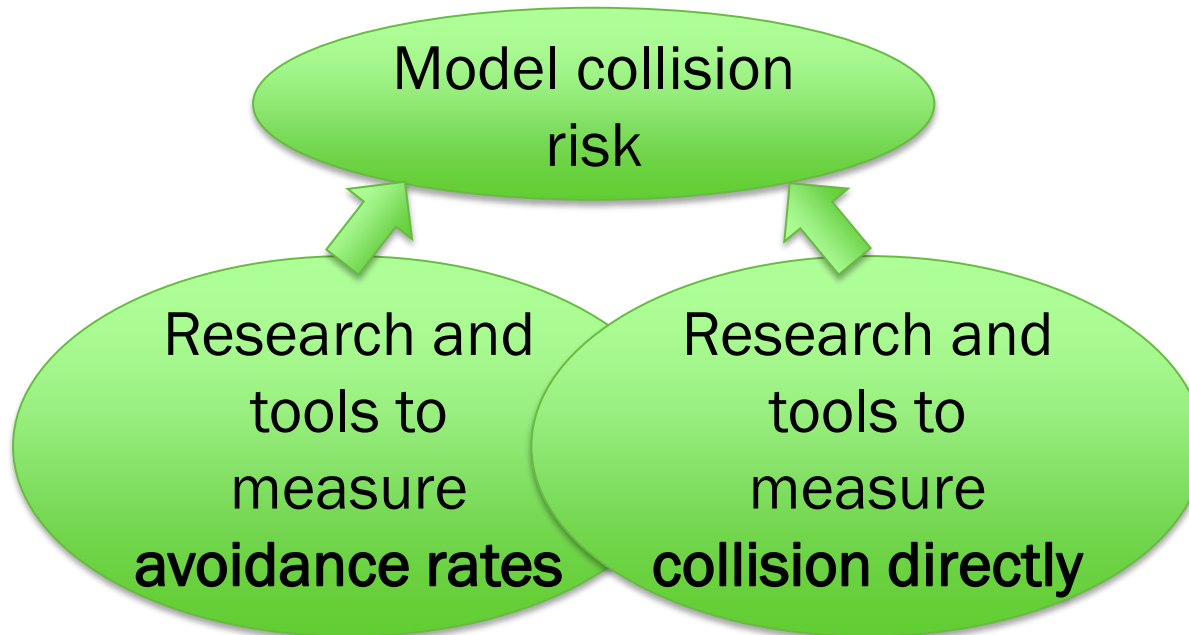 Model collision
risk
Research and
tools to
measure
avoidance rates
Research and
tools to
measure
collision directly